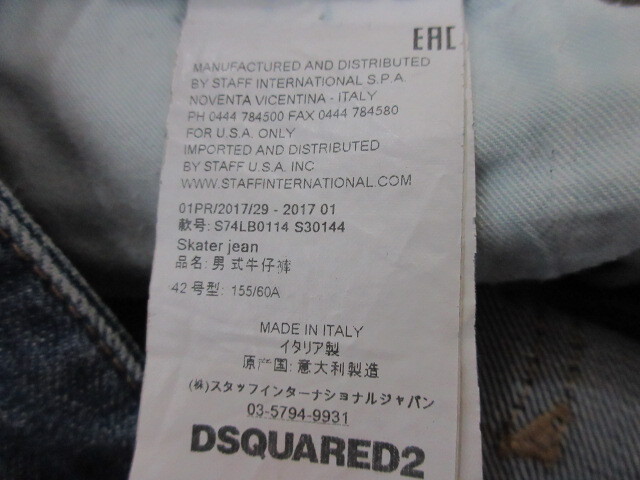 EAC
MANUFACTURED AND DISTRIBUTED
BY STAFF INTERNATIONAL S.P.A.
NOVENTA VICENTINA - ITALY
PH 0444 784500 FAX 0444 784580
FOR U.S.A. ONLY
IMPORTED AND DISTRIBUTED
BY STAFF U.S.A. INC
WWW.STAFFINTERNATIONAL.COM
01PR/2017/29 - 2017 01
款号: S74LB0114 S30144
Skater jean
品名: 男式牛仔裤
42 号型: 155/60A
MADE IN ITALY
イタリア製
原产国: 意大利製造
(株)スタッフインターナショナルジャパン
03-5794-9931
DSQUARED2